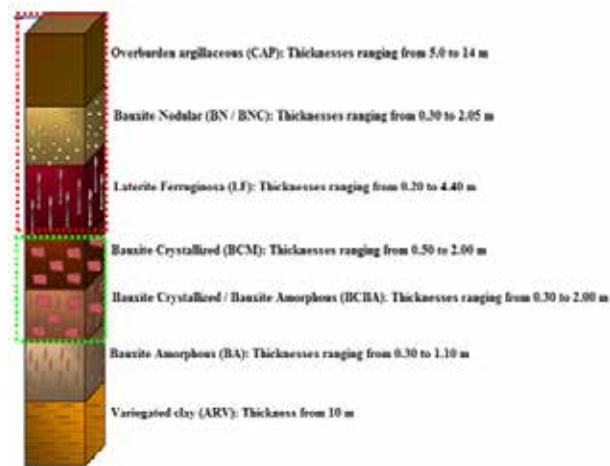 Overburden argillaceous (CAP): Thicknesses ranging from 5.0 to 14 m
Bauxite Nodular (BN / BNC): Thicknesses ranging from 0.30 to 2.05 m
Laterite Ferruginosa (LF): Thicknesses ranging from 0.20 to 4.40 m
Bauxite Crystallized (BCM): Thicknesses ranging from 0.50 to 2.00 m
Bauxite Crystallized / Bauxite Amorphous (BCBA): Thicknesses ranging from 0.30 to 2.00 m
Bauxite Amorphous (BA): Thicknesses ranging from 0.30 to 1.10 m
Variegated clay (ARV): Thickness from 10 m